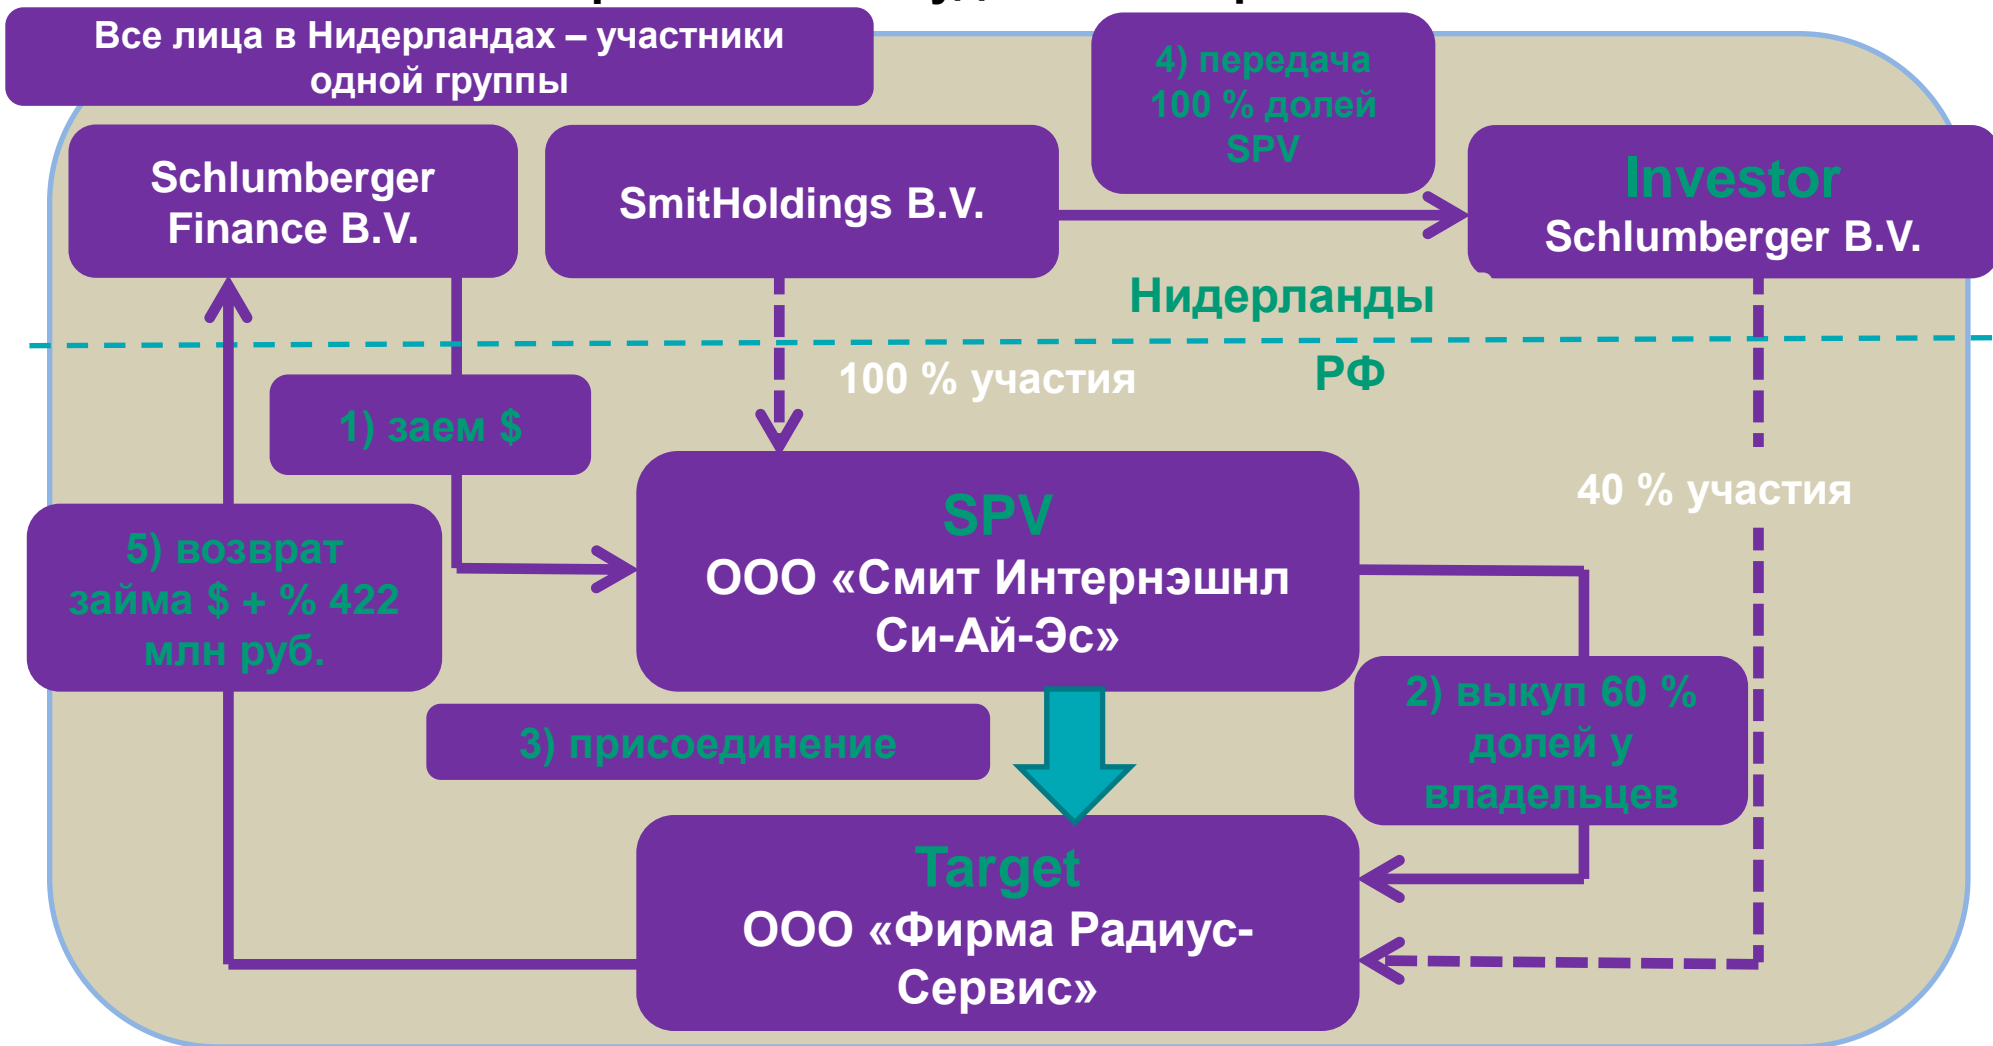 Все лица в Нидерландах – участники
одной группы
4) передача
100 % долей
SPV
Schlumberger
Finance B.V.
SmitHoldings B.V.
Investor
Schlumberger B.V.
Нидерланды
РФ
100 % участия
1) заем $
40 % участия
5) возврат
займа $ + % 422
млн руб.
SPV
ООО «Смит Интернэшнл
Си-Ай-Эс»
2) выкуп 60 %
долей у
владельцев
3) присоединение
Target
ООО «Фирма Радиус-
Сервис»